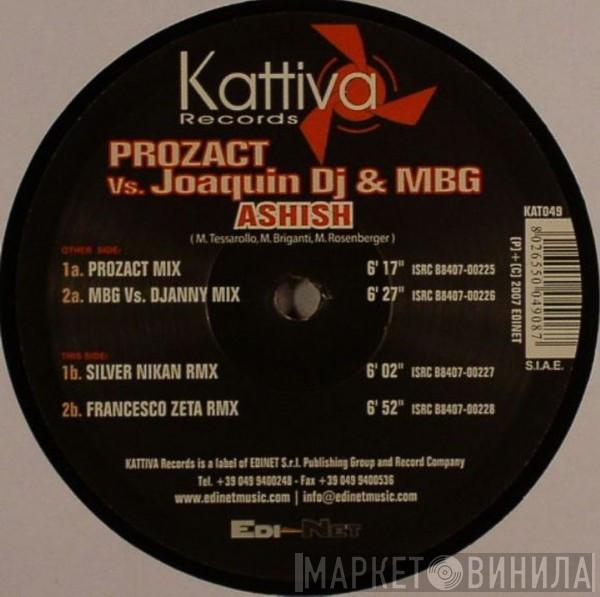 Kattiva
Records
PROZACT
Vs. Joaquin Dj & MBG
ASHISH
( M. Tessarollo, M. Briganti, M. Rosenberger )
OTHER SIDE:
1a. PROZACT MIX 6' 17" ISRC B8407-00225
2a. MBG Vs. DJANNY MIX 6' 27" ISRC B8407-00226
THIS SIDE:
1b. SILVER NIKAN RMX 6' 02" ISRC B8407-00227
2b. FRANCESCO ZETA RMX 6' 52" ISRC B8407-00228
KAT049
(P)+(C) 2007 EDINET
8026550049087
S.I.A.E.
KATTIVA Records is a label of EDINET S.r.l. Publishing Group and Record Company
Tel. +39 049 9400248 - Fax +39 049 9400536
www.edinetmusic.com | info@edinetmusic.com
EDI-NET
МАРКЕТ ВИНИЛА